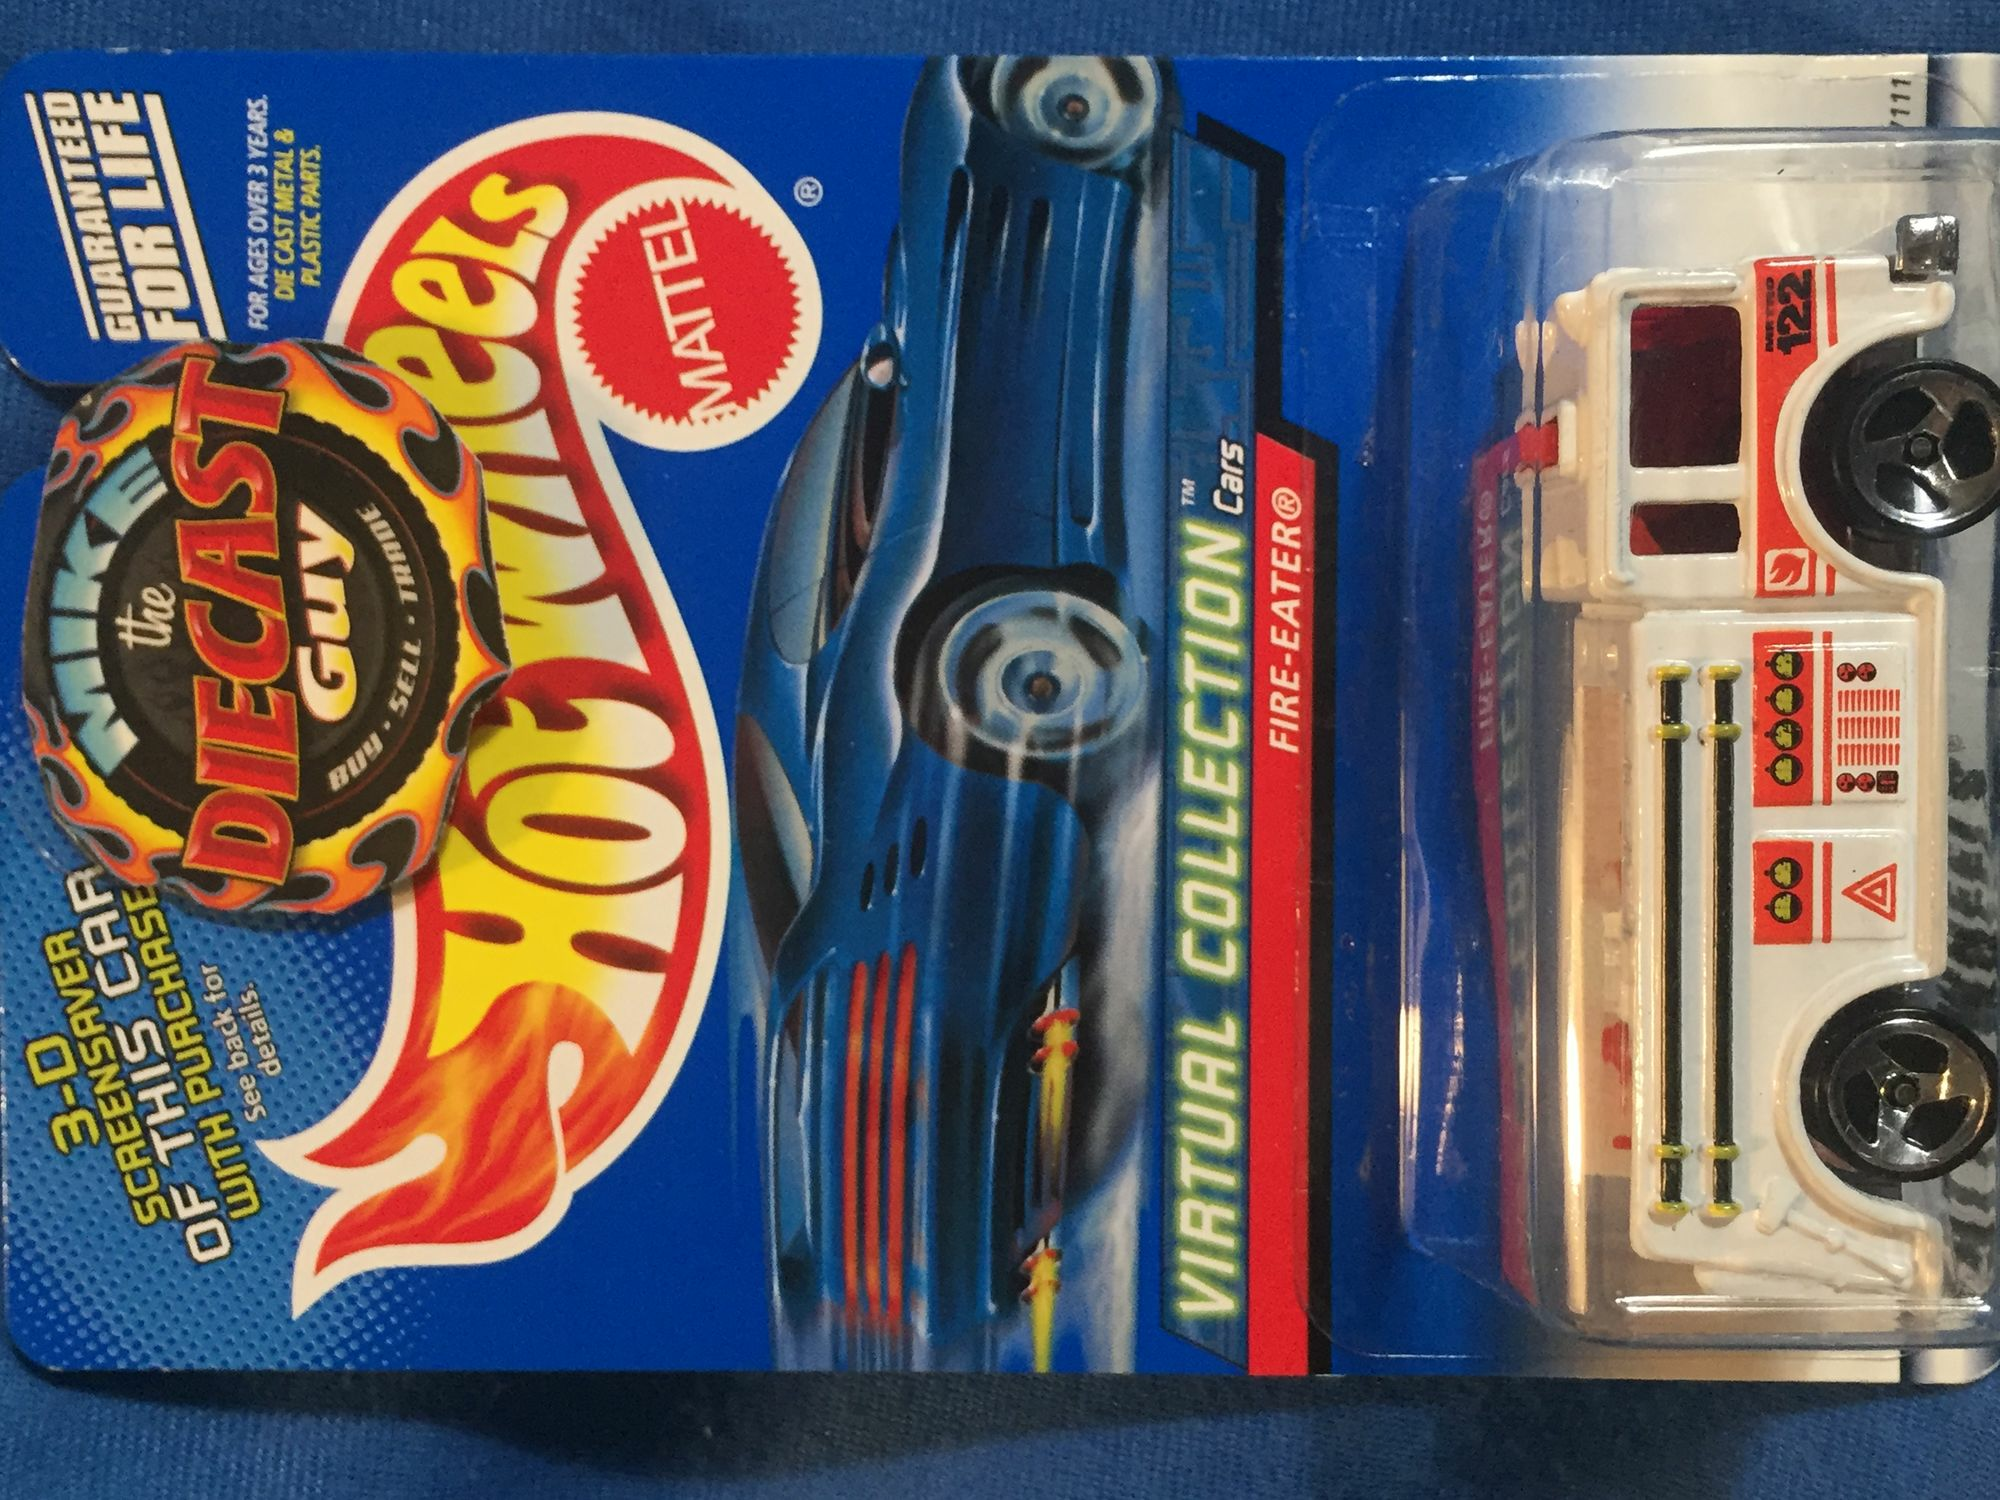 GUARANTEED
FOR LIFE
FOR AGES OVER 3 YEARS.
DIE CAST METAL &
PLASTIC PARTS.
MIKE
the
DIECAST
Guy
BUY · SELL · TRADE
3-D
SCREENSAVER
OF THIS CAR
WITH PURCHASE
See back for
details.
Hot Wheels
MATTEL
®
VIRTUAL COLLECTION™ Cars
FIRE-EATER®
METRO
122